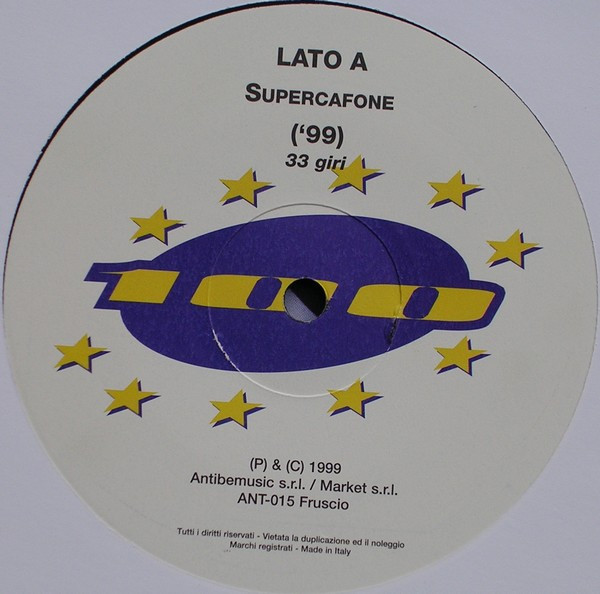 LATO A
SUPERCAFONE
('99)
33 giri
100
(P) & (C) 1999
Antibemusic s.r.l. / Market s.r.l.
ANT-015 Fruscio
Tutti i diritti riservati - Vietata la duplicazione ed il noleggio
Marchi registrati - Made in Italy